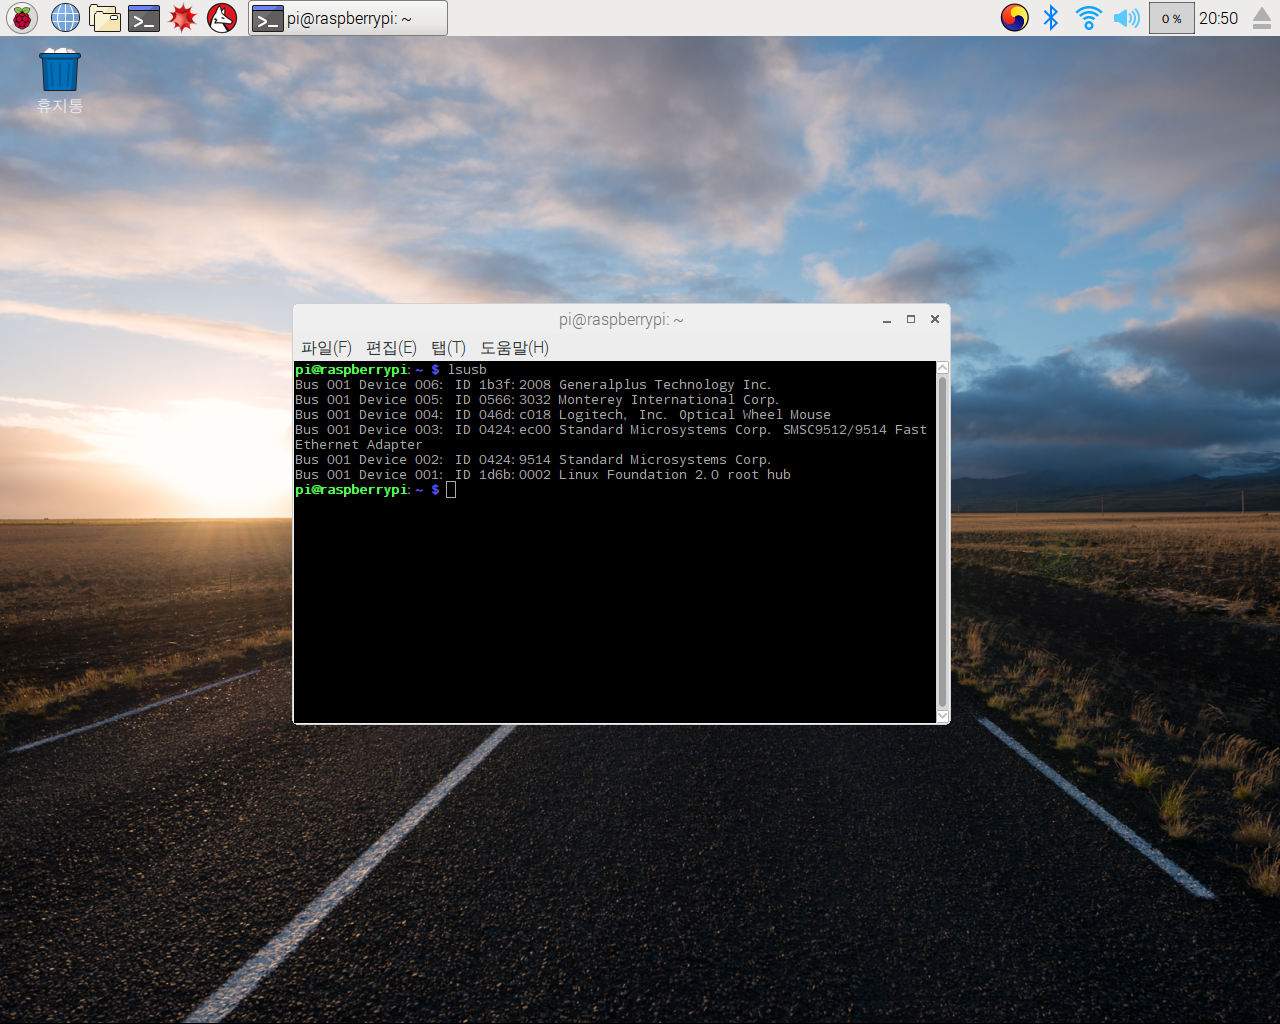 pi@raspberrypi: ~
0 %
20:50
휴지통
pi@raspberrypi: ~
파일(F) 편집(E) 탭(T) 도움말(H)
pi@raspberrypi: ~ $ lsusb
Bus 001 Device 006: ID 1b3f:2008 Generalplus Technology Inc.
Bus 001 Device 005: ID 0566:3032 Monterey International Corp.
Bus 001 Device 004: ID 046d:c018 Logitech, Inc. Optical Wheel Mouse
Bus 001 Device 003: ID 0424:ec00 Standard Microsystems Corp. SMSC9512/9514 Fast
Ethernet Adapter
Bus 001 Device 002: ID 0424:9514 Standard Microsystems Corp.
Bus 001 Device 001: ID 1d6b:0002 Linux Foundation 2.0 root hub
pi@raspberrypi: ~ $